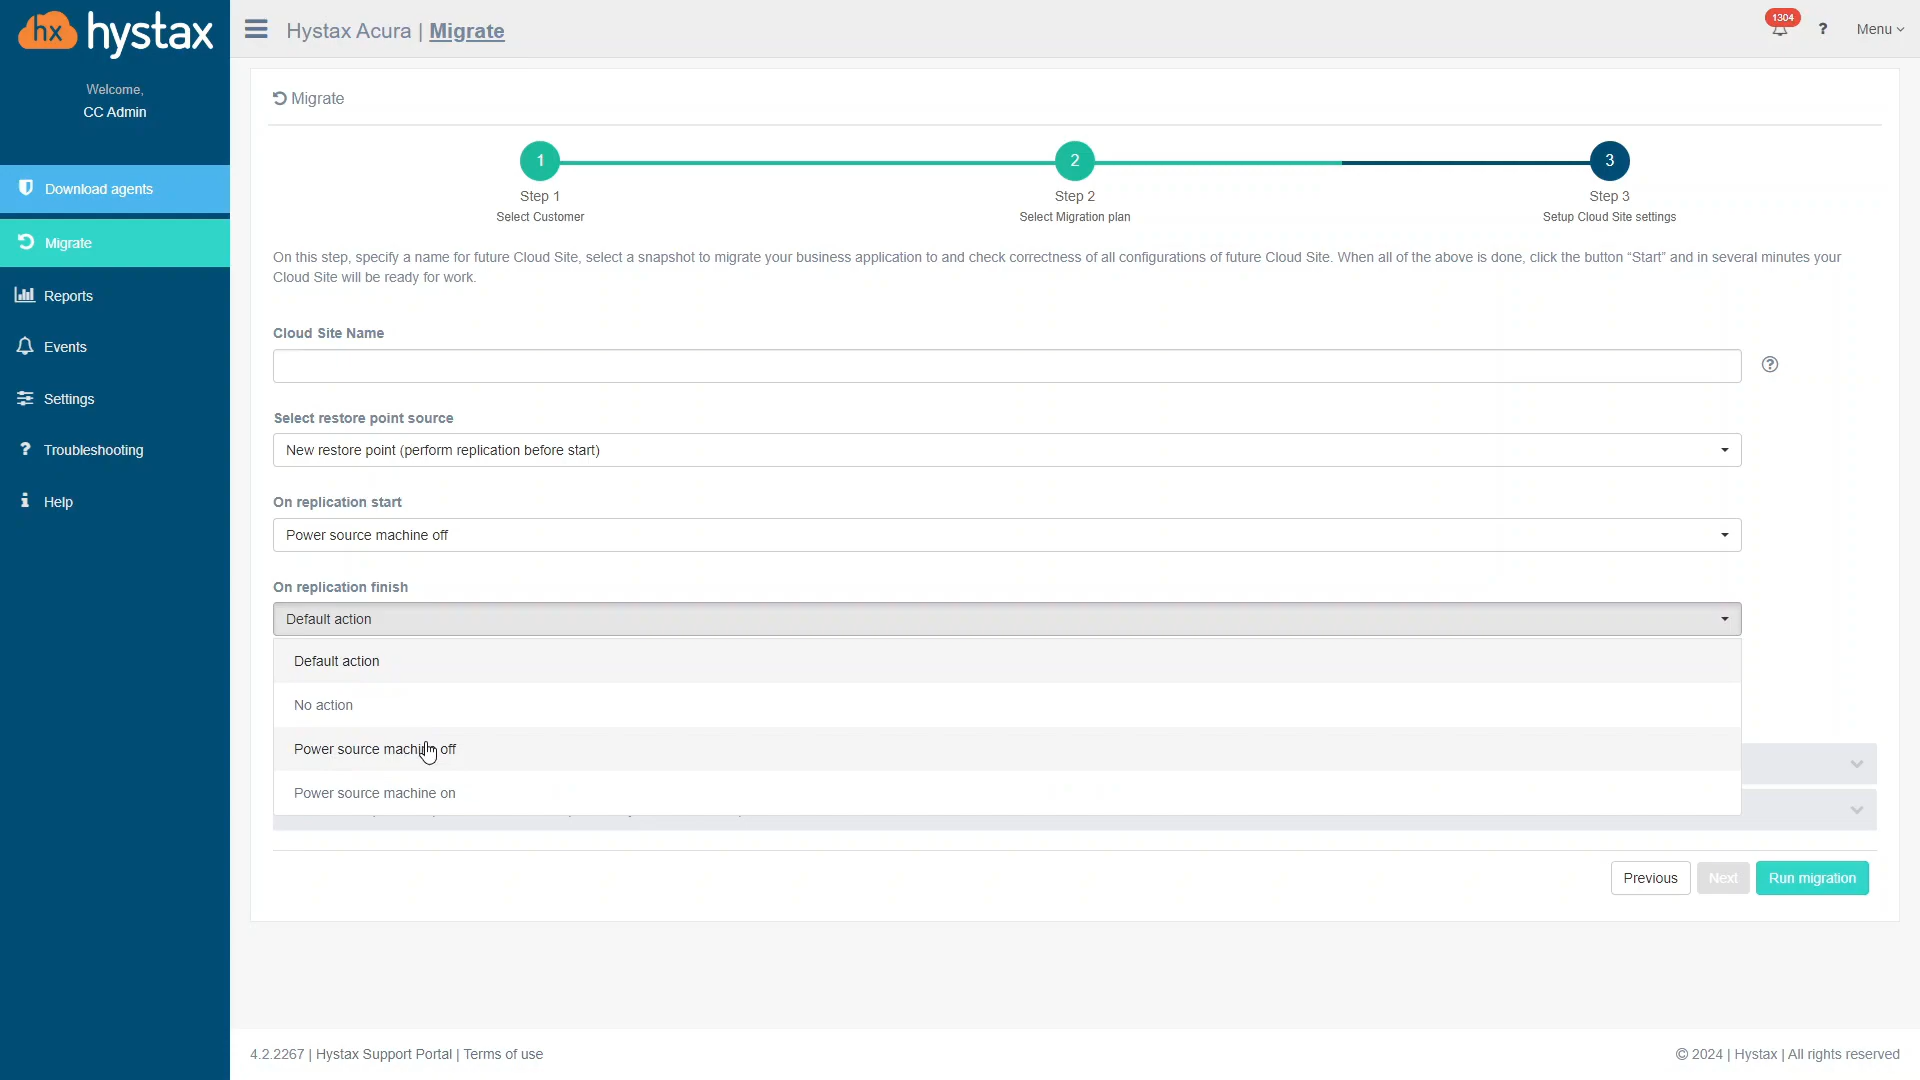 hx hystax
Hystax Acura | Migrate
1304
?
Menu
Welcome,
CC Admin
Download agents
Migrate
Reports
Events
Settings
Troubleshooting
Help
Migrate
1
2
3
Step 1
Step 2
Step 3
Select Customer
Select Migration plan
Setup Cloud Site settings
On this step, specify a name for future Cloud Site, select a snapshot to migrate your business application to and check correctness of all configurations of future Cloud Site. When all of the above is done, click the button “Start” and in several minutes your
Cloud Site will be ready for work.
Cloud Site Name
Select restore point source
New restore point (perform replication before start)
On replication start
Power source machine off
On replication finish
Default action
Default action
No action
Power source machine off
Power source machine on
Previous
Next
Run migration
4.2.2267 | Hystax Support Portal | Terms of use
© 2024 | Hystax | All rights reserved